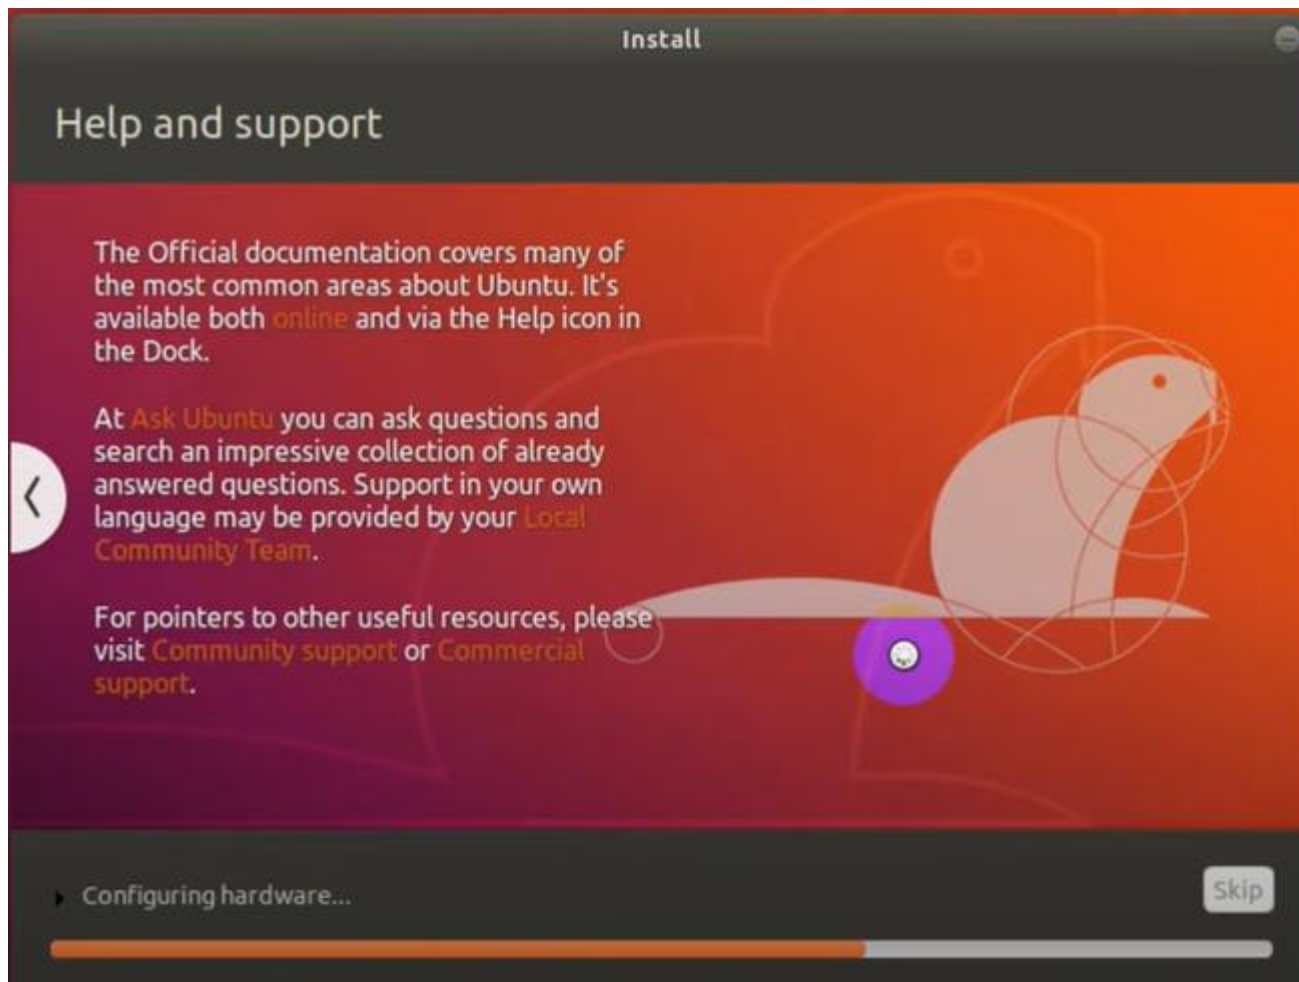 Install
Help and support
The Official documentation covers many of
the most common areas about Ubuntu. It's
available both online and via the Help icon in
the Dock.
At Ask Ubuntu you can ask questions and
search an impressive collection of already
answered questions. Support in your own
language may be provided by your Local
Community Team.
For pointers to other useful resources, please
visit Community support or Commercial
support.
Configuring hardware...
Skip